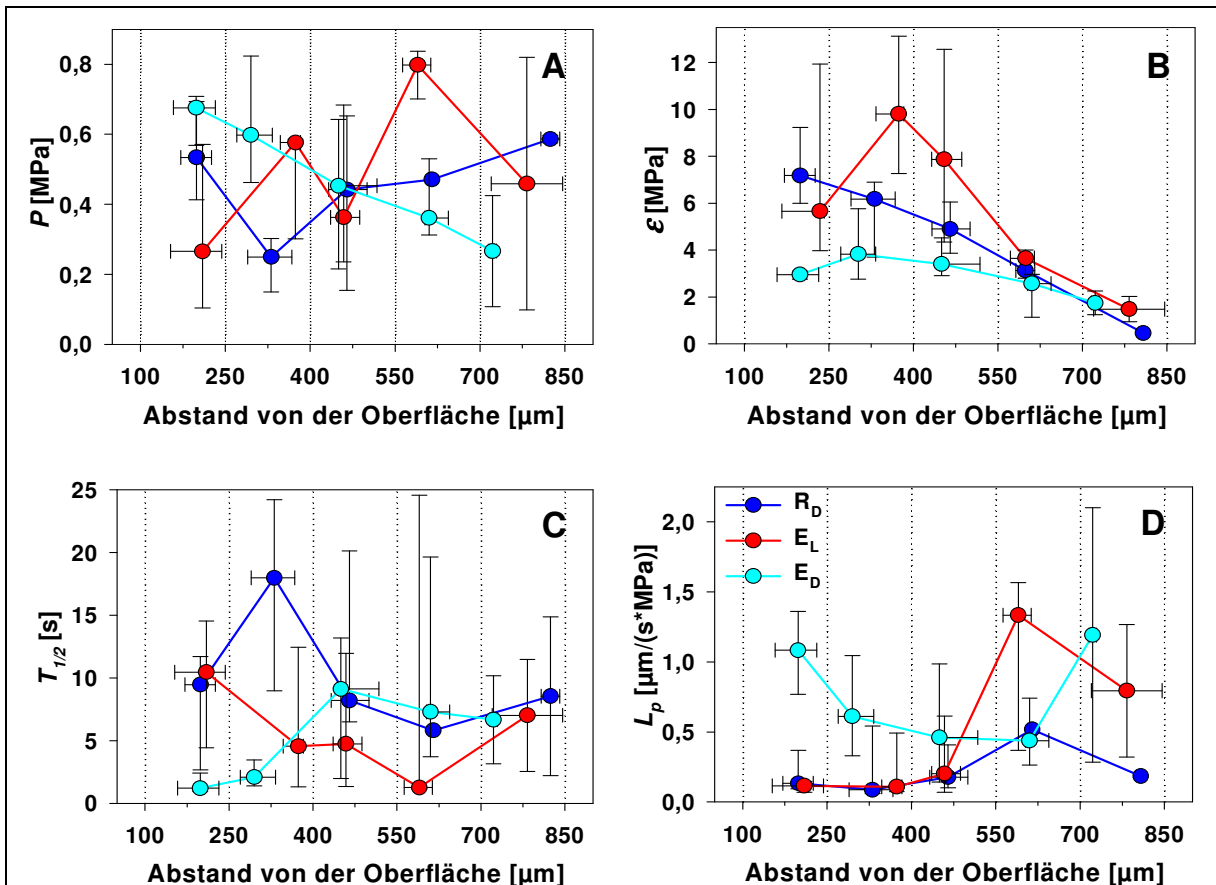 A
P [MPa]
0,8
0,6
0,4
0,2
0,0
100 250 400 550 700 850
Abstand von der Oberfläche [µm]
B
ε [MPa]
12
10
8
6
4
2
0
100 250 400 550 700 850
Abstand von der Oberfläche [µm]
C
T1/2 [s]
25
20
15
10
5
0
100 250 400 550 700 850
Abstand von der Oberfläche [µm]
D
Lp [µm/(s*MPa)]
2,0
1,5
1,0
0,5
0,0
RD
EL
ED
100 250 400 550 700 850
Abstand von der Oberfläche [µm]